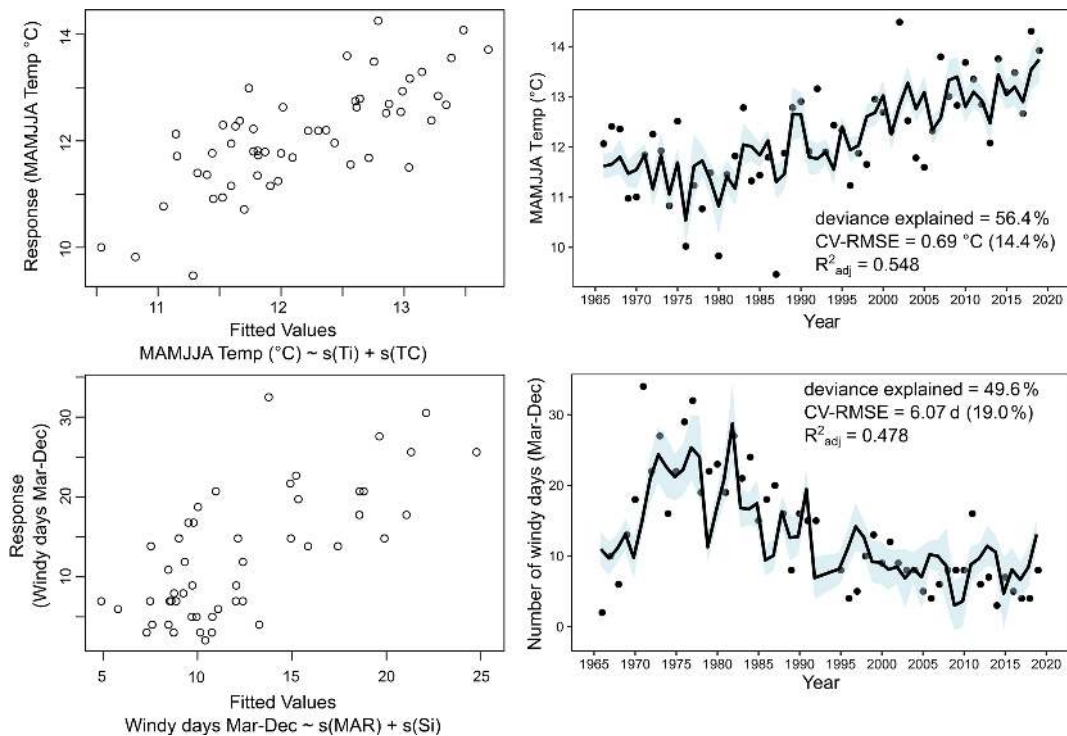 Response (MAMJJA Temp °C)
14
12
10
11
12
13
Fitted Values
MAMJJA Temp (°C) ~ s(Ti) + s(TC)
MAMJJA Temp (°C)
14
13
12
11
10
deviance explained = 56.4%
CV-RMSE = 0.69 °C (14.4%)
R²adj = 0.548
1965 1970 1975 1980 1985 1990 1995 2000 2005 2010 2015 2020
Year
Response
(Windy days Mar-Dec)
30
20
10
5
10
15
20
25
Fitted Values
Windy days Mar-Dec ~ s(MAR) + s(Si)
Number of windy days (Mar-Dec)
30
20
10
0
deviance explained = 49.6%
CV-RMSE = 6.07 d (19.0%)
R²adj = 0.478
1965 1970 1975 1980 1985 1990 1995 2000 2005 2010 2015 2020
Year